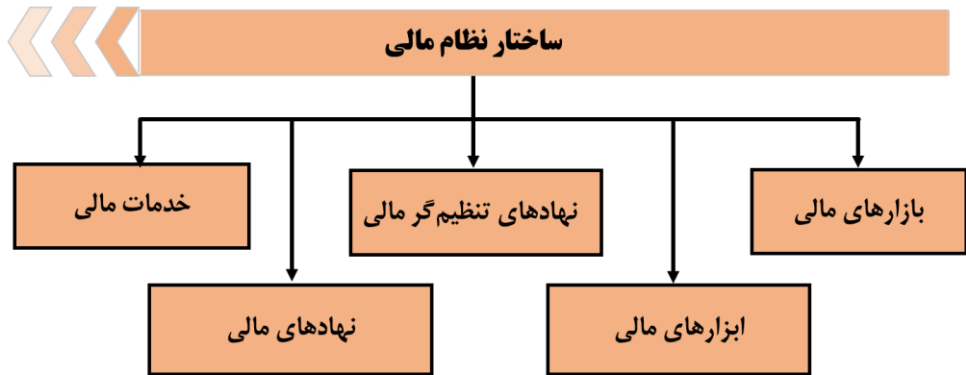 ساختار نظام مالی
بازارهای مالی
نهادهای تنظیم‌گر مالی
خدمات مالی
ابزارهای مالی
نهادهای مالی